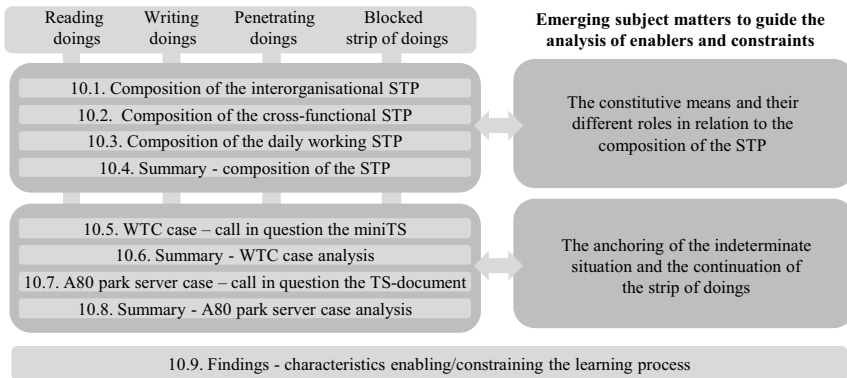 Reading doings
Writing doings
Penetrating doings
Blocked strip of doings
Emerging subject matters to guide the
analysis of enablers and constraints
10.1. Composition of the interorganisational STP
10.2. Composition of the cross-functional STP
10.3. Composition of the daily working STP
10.4. Summary - composition of the STP
The constitutive means and their
different roles in relation to the
composition of the STP
10.5. WTC case – call in question the miniTS
10.6. Summary - WTC case analysis
10.7. A80 park server case – call in question the TS-document
10.8. Summary - A80 park server case analysis
The anchoring of the indeterminate
situation and the continuation of
the strip of doings
10.9. Findings - characteristics enabling/constraining the learning process